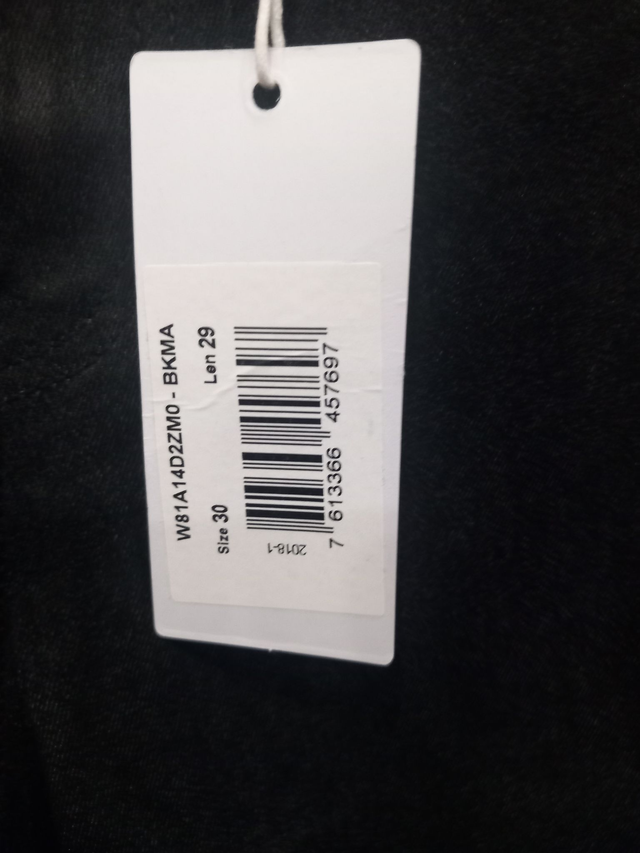 W81A14D2ZM0 - BKMA
Size 30 Len 29
2018-1
7 613366 457697